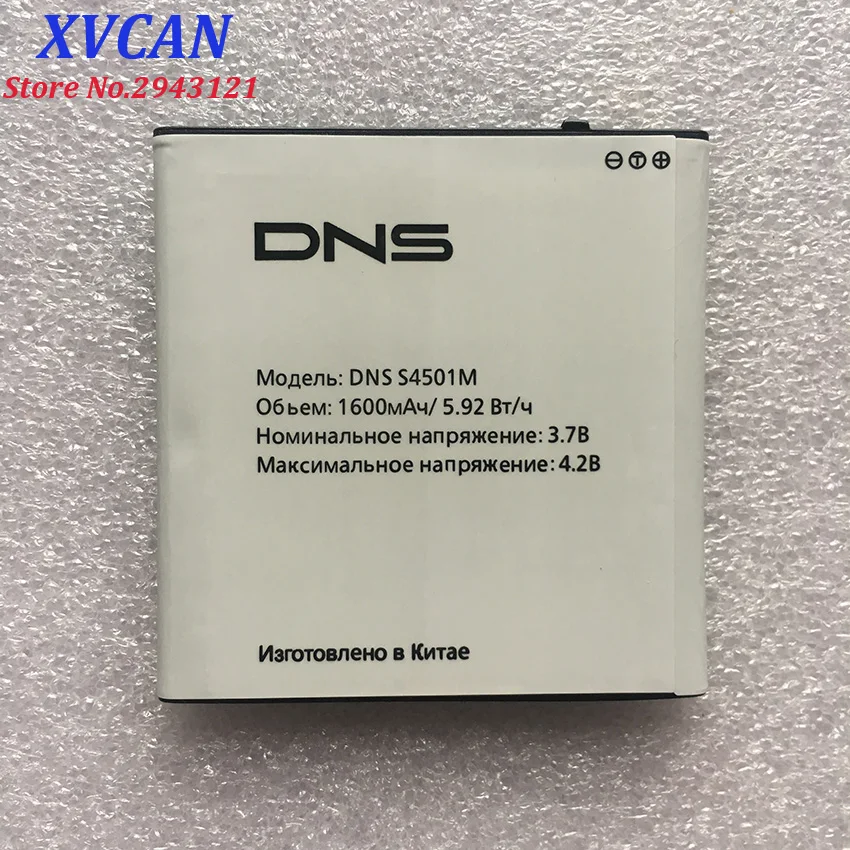 XVCAN
Store No.2943121
DNS
Модель: DNS S4501M
Обьем: 1600мАч/ 5.92 Вт/ч
Номинальное напряжение: 3.7В
Максимальное напряжение: 4.2В
Изготовлено в Китае